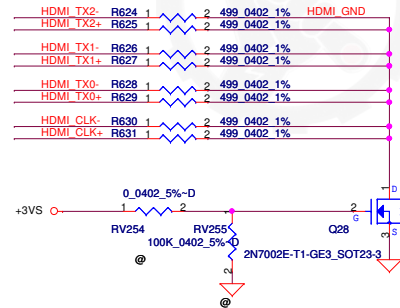 HDMI_TX2- R624 1 2 499_0402_1% HDMI_GND
HDMI_TX2+ R625 1 2 499_0402_1%
HDMI_TX1- R626 1 2 499_0402_1%
HDMI_TX1+ R627 1 2 499_0402_1%
HDMI_TX0- R628 1 2 499_0402_1%
HDMI_TX0+ R629 1 2 499_0402_1%
HDMI_CLK- R630 1 2 499_0402_1%
HDMI_CLK+ R631 1 2 499_0402_1%
0_0402_5%~D
1 D
+3VS 1 2 2 G
RV254 RV255 1 Q28 3 S
100K_0402_5%~D
2N7002E-T1-GE3_SOT23-3
@ 2
@